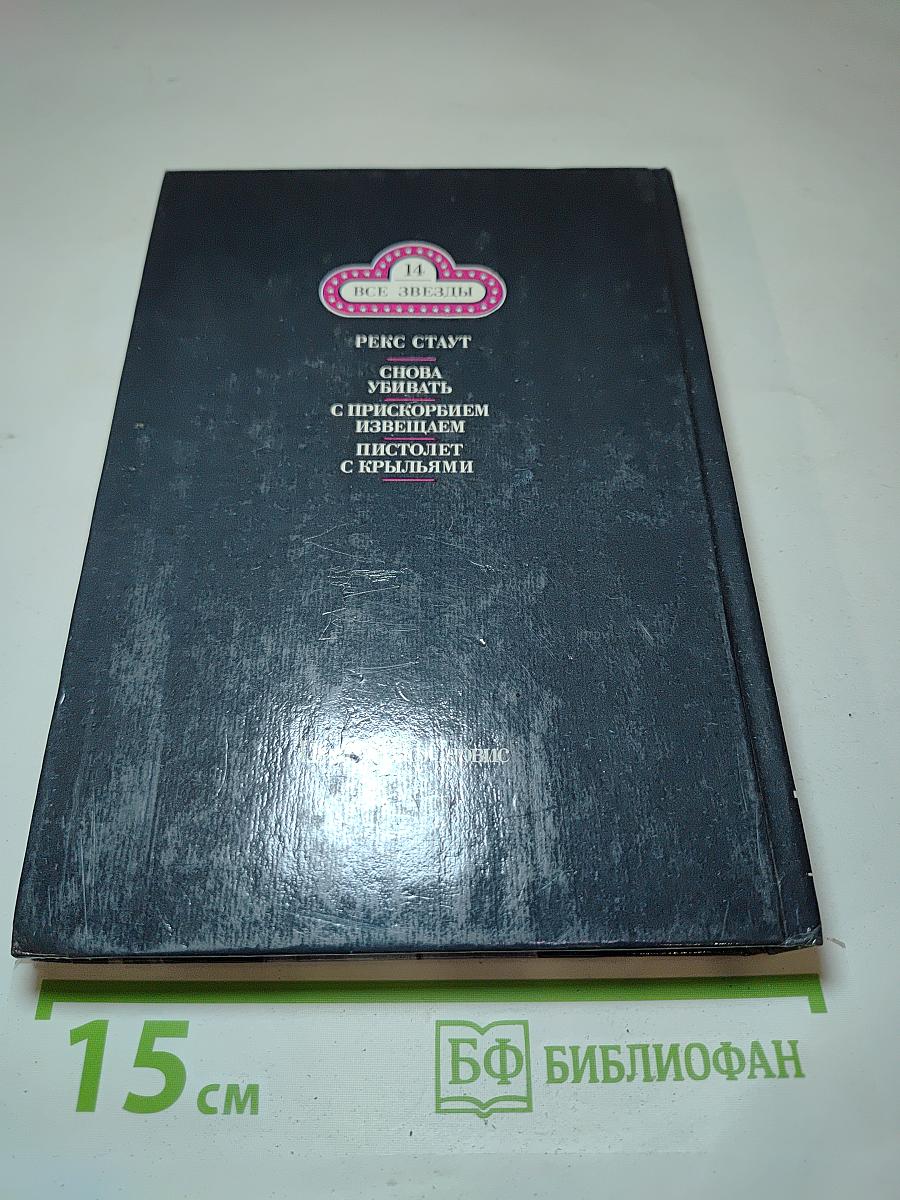 14
ВСЕ ЗВЕЗДЫ
РЕКС СТАУТ
СНОВА
УБИВАТЬ
С ПРИСКОРБИЕМ
ИЗВЕЩАЕМ
ПИСТОЛЕТ
С КРЫЛЬЯМИ
15 см
БФ БИБЛИОФАН